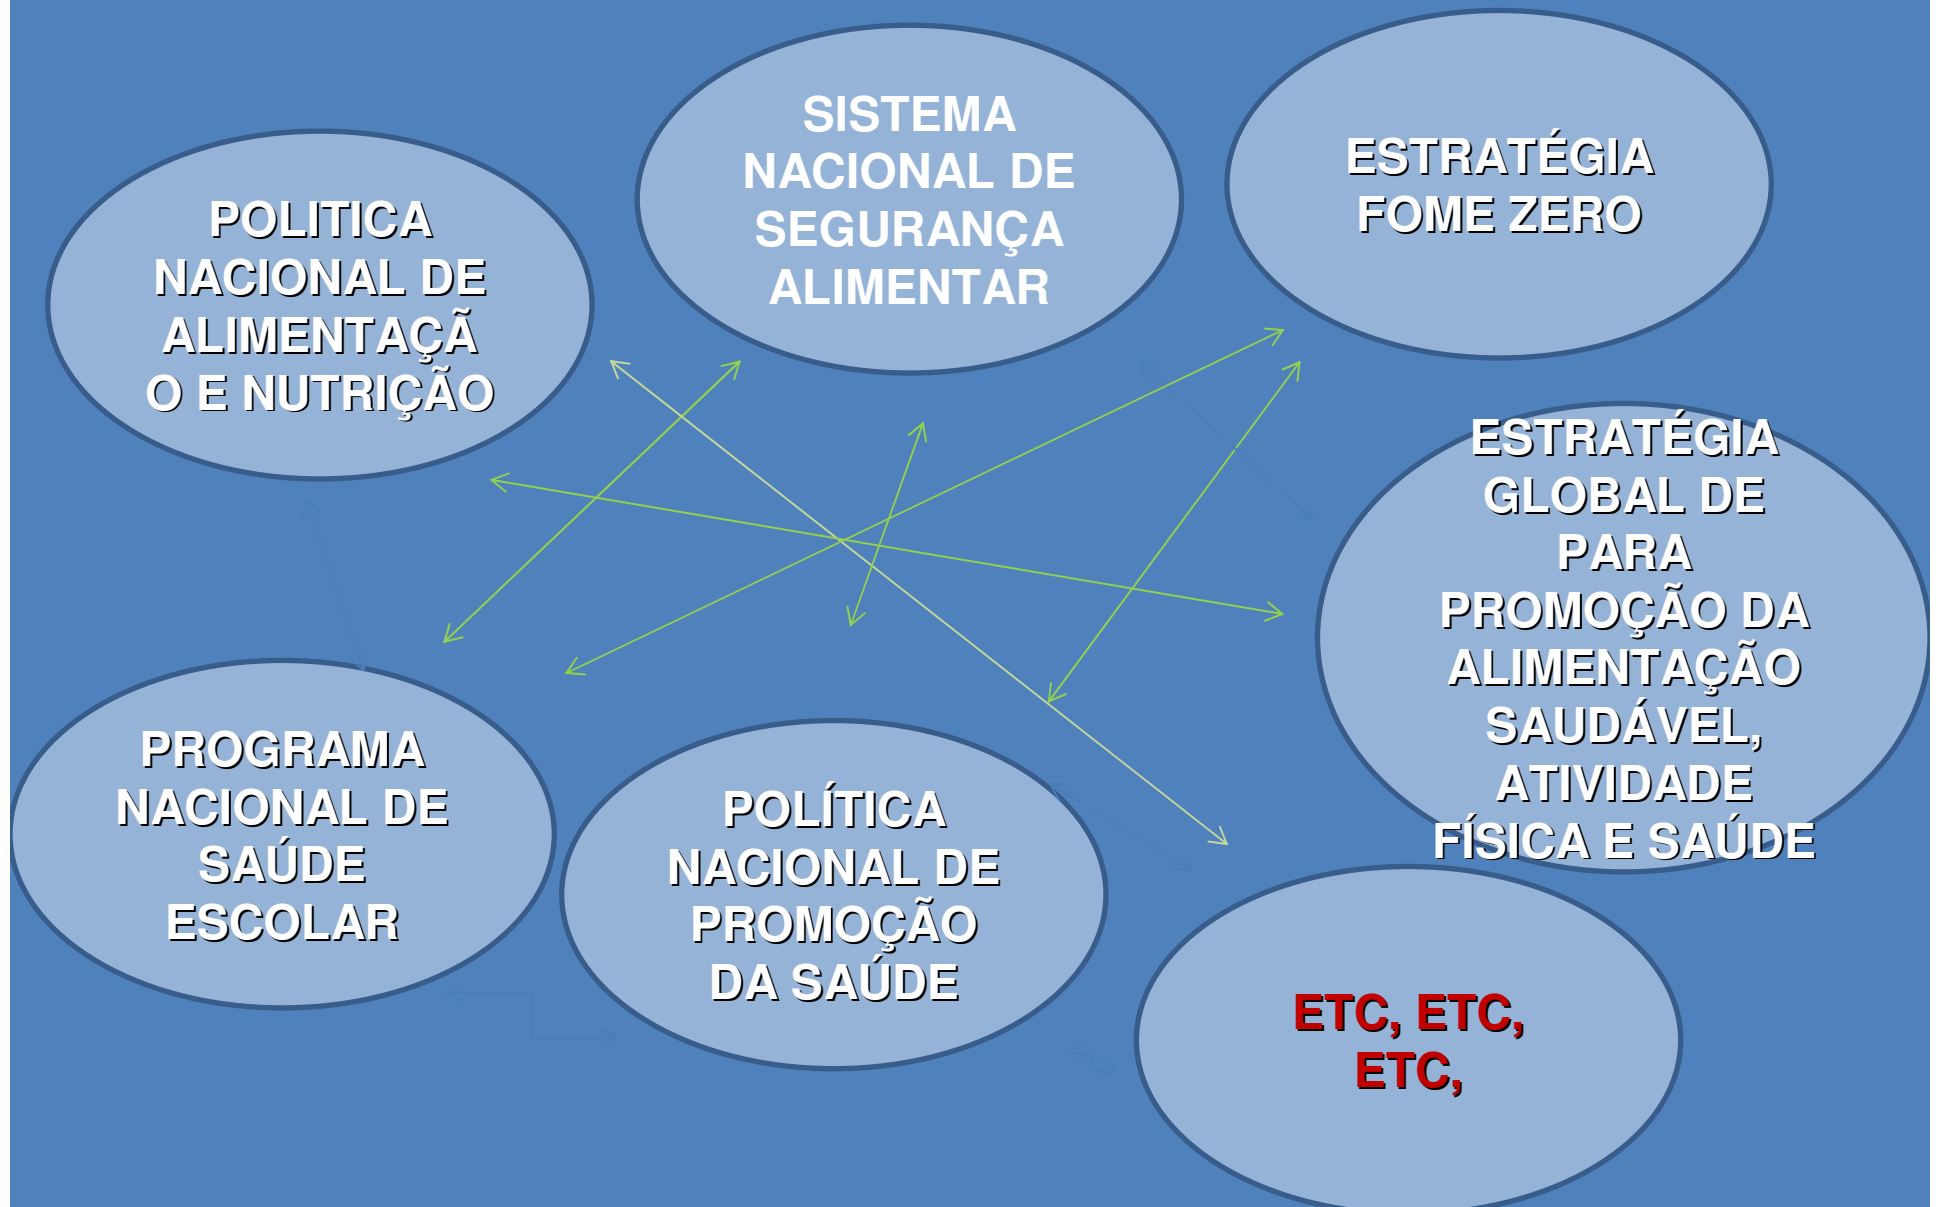 POLITICA
NACIONAL DE
ALIMENTAÇÃ
O E NUTRIÇÃO
SISTEMA
NACIONAL DE
SEGURANÇA
ALIMENTAR
ESTRATÉGIA
FOME ZERO
ESTRATÉGIA
GLOBAL DE
PARA
PROMOÇÃO DA
ALIMENTAÇÃO
SAUDÁVEL,
ATIVIDADE
FÍSICA E SAÚDE
PROGRAMA
NACIONAL DE
SAÚDE
ESCOLAR
POLÍTICA
NACIONAL DE
PROMOÇÃO
DA SAÚDE
ETC, ETC,
ETC,